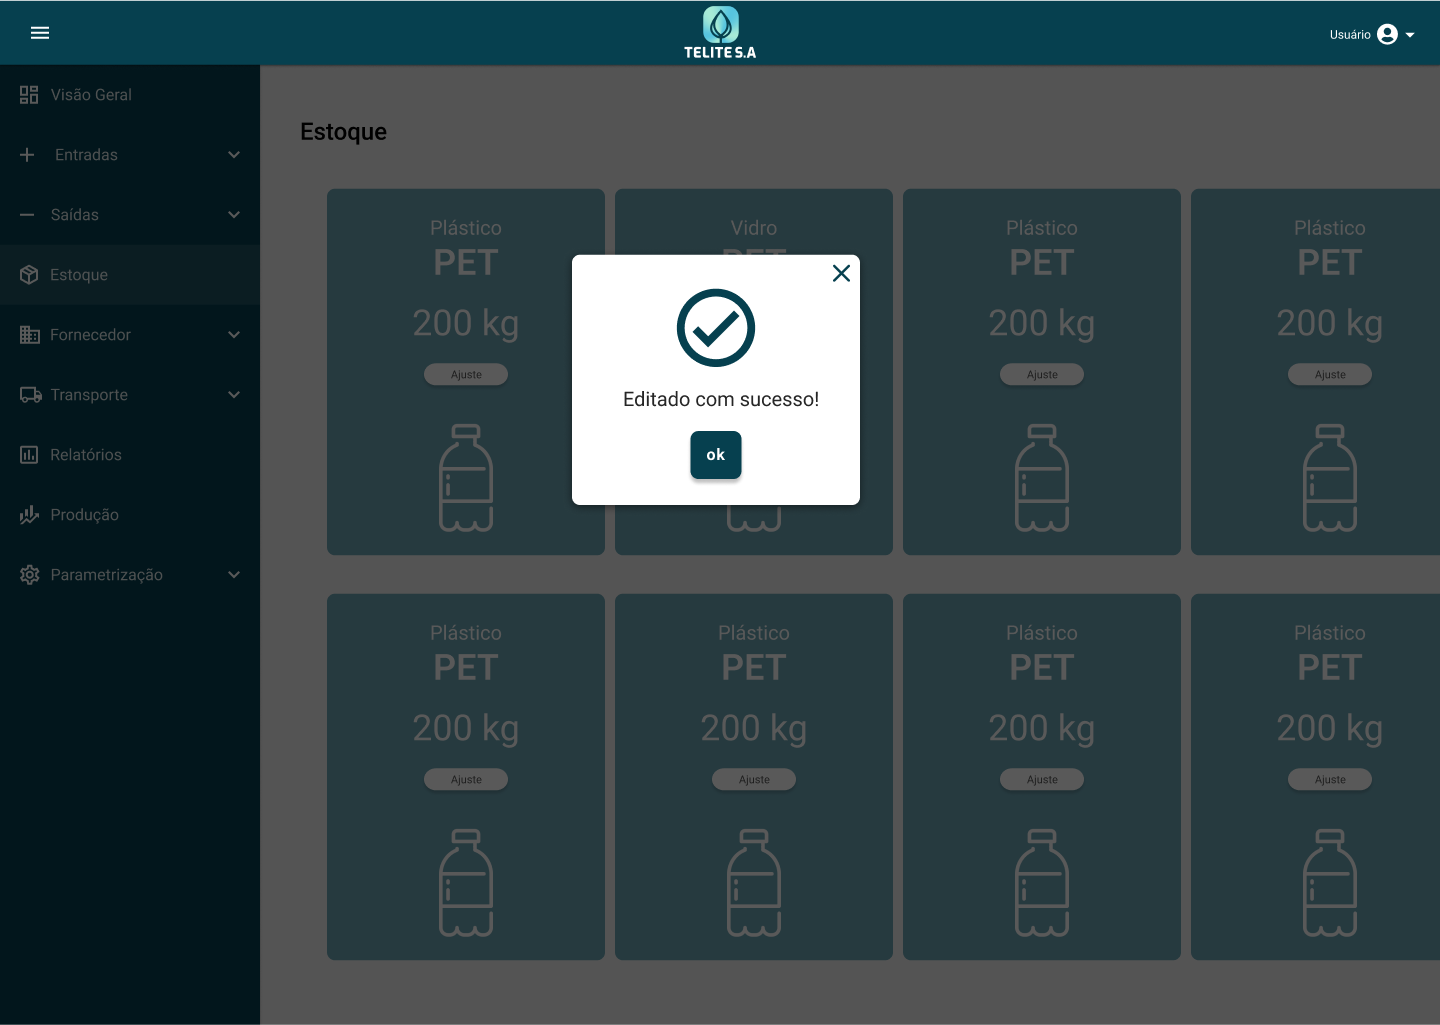 TELITE S.A
Usuário
Visão Geral
Entradas
Saídas
Estoque
Fornecedor
Transporte
Relatórios
Produção
Parametrização
Estoque
Plástico
PET
200 kg
Ajuste
Vidro
PET
Plástico
PET
200 kg
Ajuste
Plástico
PET
200 kg
Ajuste
Editado com sucesso!
ok
Plástico
PET
200 kg
Ajuste
Plástico
PET
200 kg
Ajuste
Plástico
PET
200 kg
Ajuste
Plástico
PET
200 kg
Ajuste